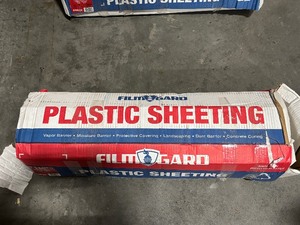 PLASTIC SHEETING
FILM GARD
PLASTIC SHEETING
Vapor Barrier • Moisture Barrier • Protective Covering • Landscaping • Dust Barrier • Concrete Curing
FILM GARD
PLASTIC SHEETING